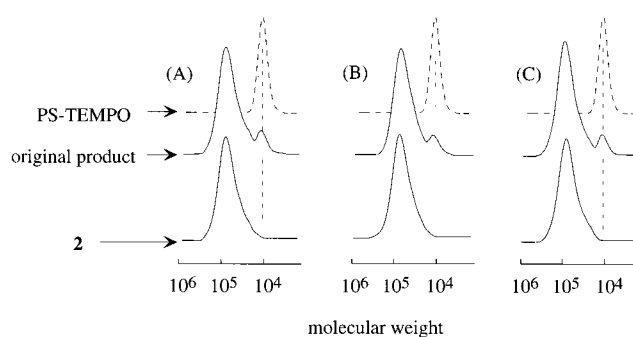 (A) (B) (C)
PS-TEMPO
original product
2
10⁶ 10⁵ 10⁴ 10⁶ 10⁵ 10⁴ 10⁶ 10⁵ 10⁴
molecular weight